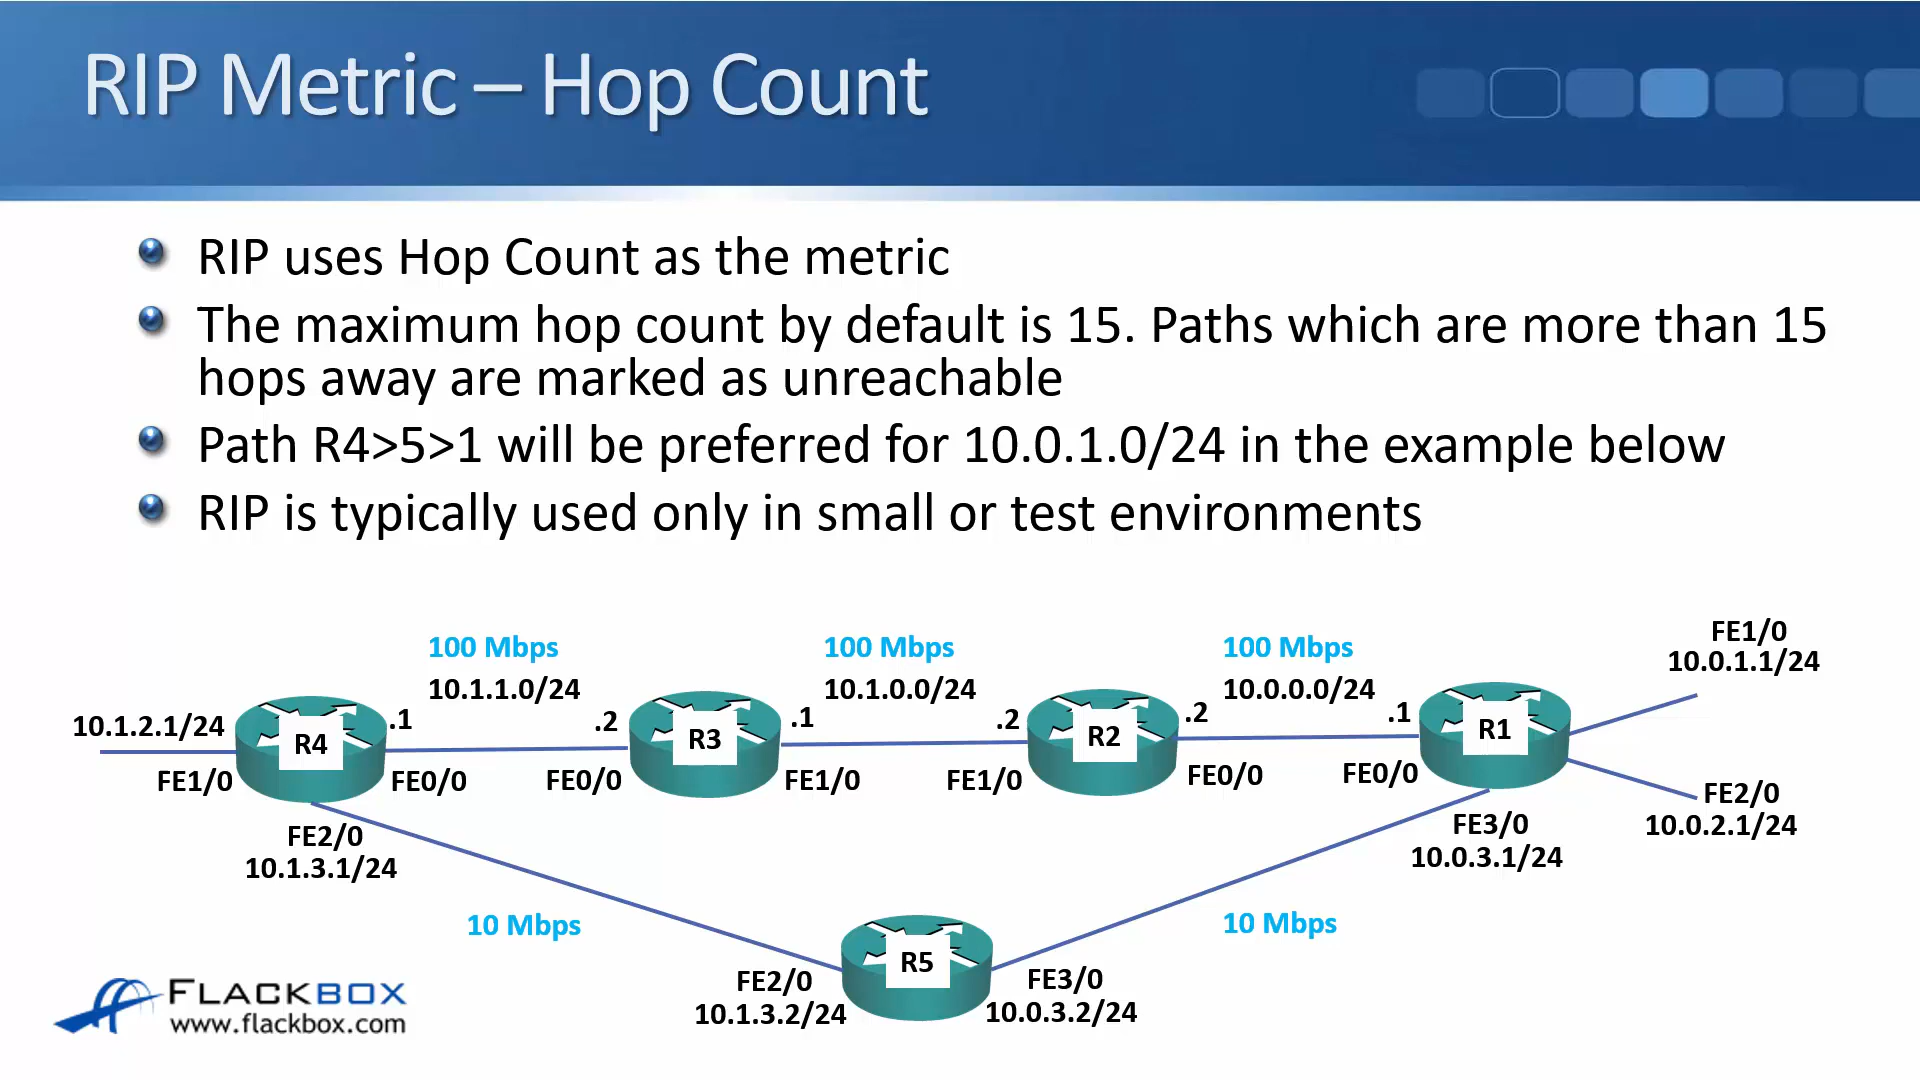 RIP Metric – Hop Count
RIP uses Hop Count as the metric
The maximum hop count by default is 15. Paths which are more than 15
hops away are marked as unreachable
Path R4>5>1 will be preferred for 10.0.1.0/24 in the example below
RIP is typically used only in small or test environments
100 Mbps
10.1.1.0/24
100 Mbps
10.1.0.0/24
100 Mbps
10.0.0.0/24
FE1/0
10.0.1.1/24
10.1.2.1/24
FE1/0
R4
.1
FE0/0
.2
FE0/0
R3
.1
FE1/0
.2
FE1/0
R2
.2
FE0/0
.1
FE0/0
R1
FE2/0
10.0.2.1/24
FE2/0
10.1.3.1/24
FE3/0
10.0.3.1/24
10 Mbps
10 Mbps
R5
FE2/0
10.1.3.2/24
FE3/0
10.0.3.2/24
FLACKBOX
www.flackbox.com